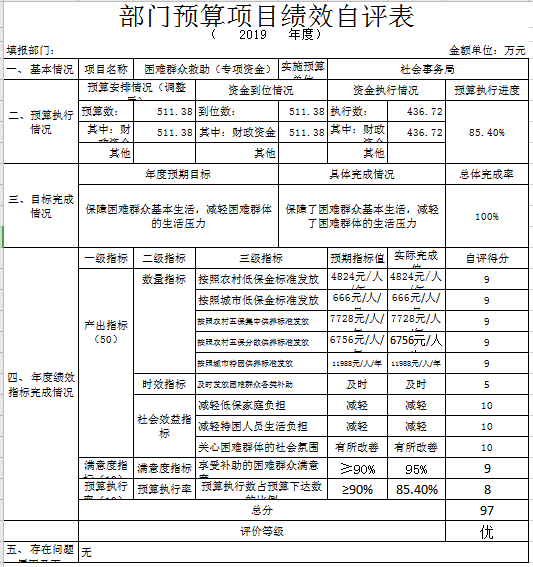 部门预算项目绩效自评表
（ 2019 年度）
填报部门： 金额单位：万元
一、基本情况 项目名称 困难群众救助（专项资金） 实施预算 社会事务局
二、预算执行情况 预算安排情况（调整 资金到位情况 资金执行情况 预算执行进度
预算数： 511.38 到位数： 511.38 执行数： 436.72 85.40%
其中：财 511.38 其中：财政资金 511.38 其中：财 436.72
其他 其他 其他
三、目标完成情况 年度预期目标 具体完成情况 总体完成率
保障困难群众基本生活，减轻困难群体的生活压力 保障了困难群众基本生活，减轻了困难群体的生活压力 100%
四、年度绩效指标完成情况 一级指标 二级指标 三级指标 预期指标值 实际完成 自评得分
产出指标（50） 数量指标 按照农村低保金标准发放 4824元/人 4824元/人 9
按照城市低保金标准发放 666元/人/ 666元/人/ 9
按照农村五保集中供养标准发放 7728元/人/ 7728元/人/ 9
按照农村五保分散供养标准发放 6756元/人/ 6756元/人/ 9
按照城市特困供养标准发放 11988元/人/年 11988元/人/年 9
时效指标 及时发放困难群众各类补助 及时 及时 5
社会效益指标 减轻低保家庭负担 减轻 减轻 10
减轻特困人员生活负担 减轻 减轻 10
关心困难群体的社会氛围 有所改善 有所改善 10
满意度指 满意度指标 享受补助的困难群众满意 ≥90% 95% 9
预算执行 预算执行率 预算执行数占预算下达数 ≥90% 85.40% 8
总分 97
评价等级 优
五、存在问题 无